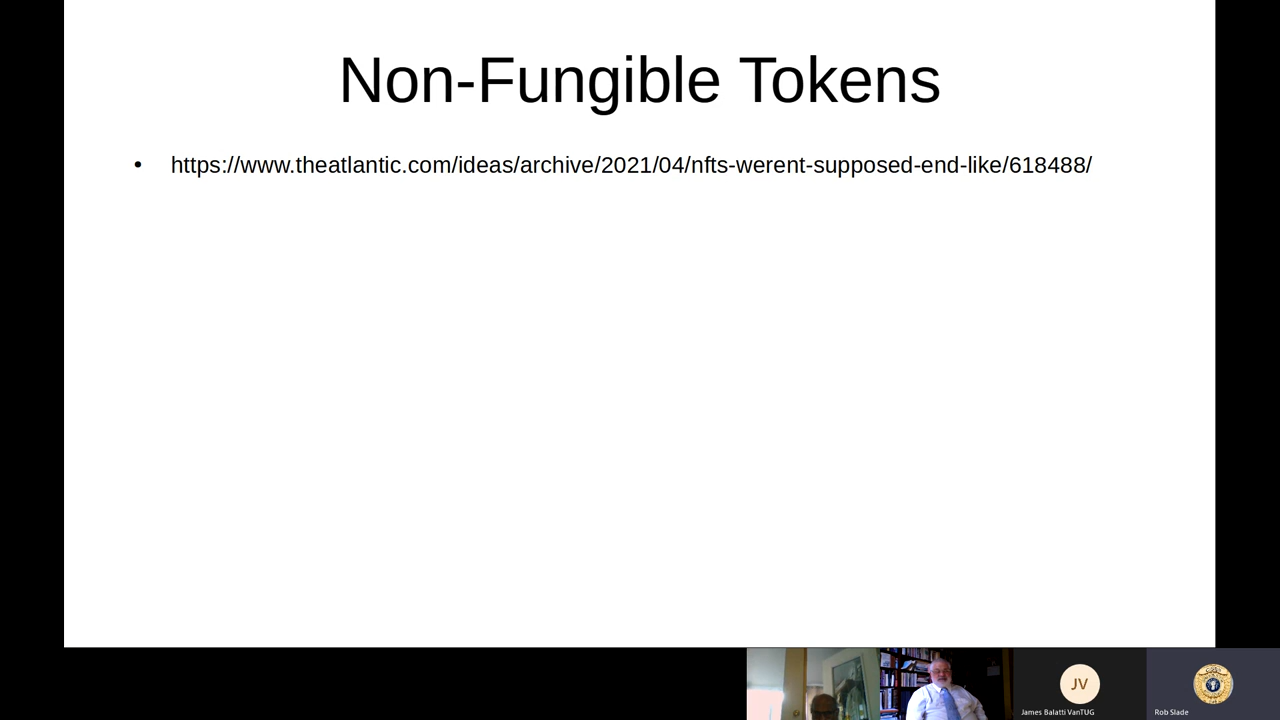 Non-Fungible Tokens
• https://www.theatlantic.com/ideas/archive/2021/04/nfts-werent-supposed-end-like/618488/
JV
James Balatti VanTUG
Rob Slade